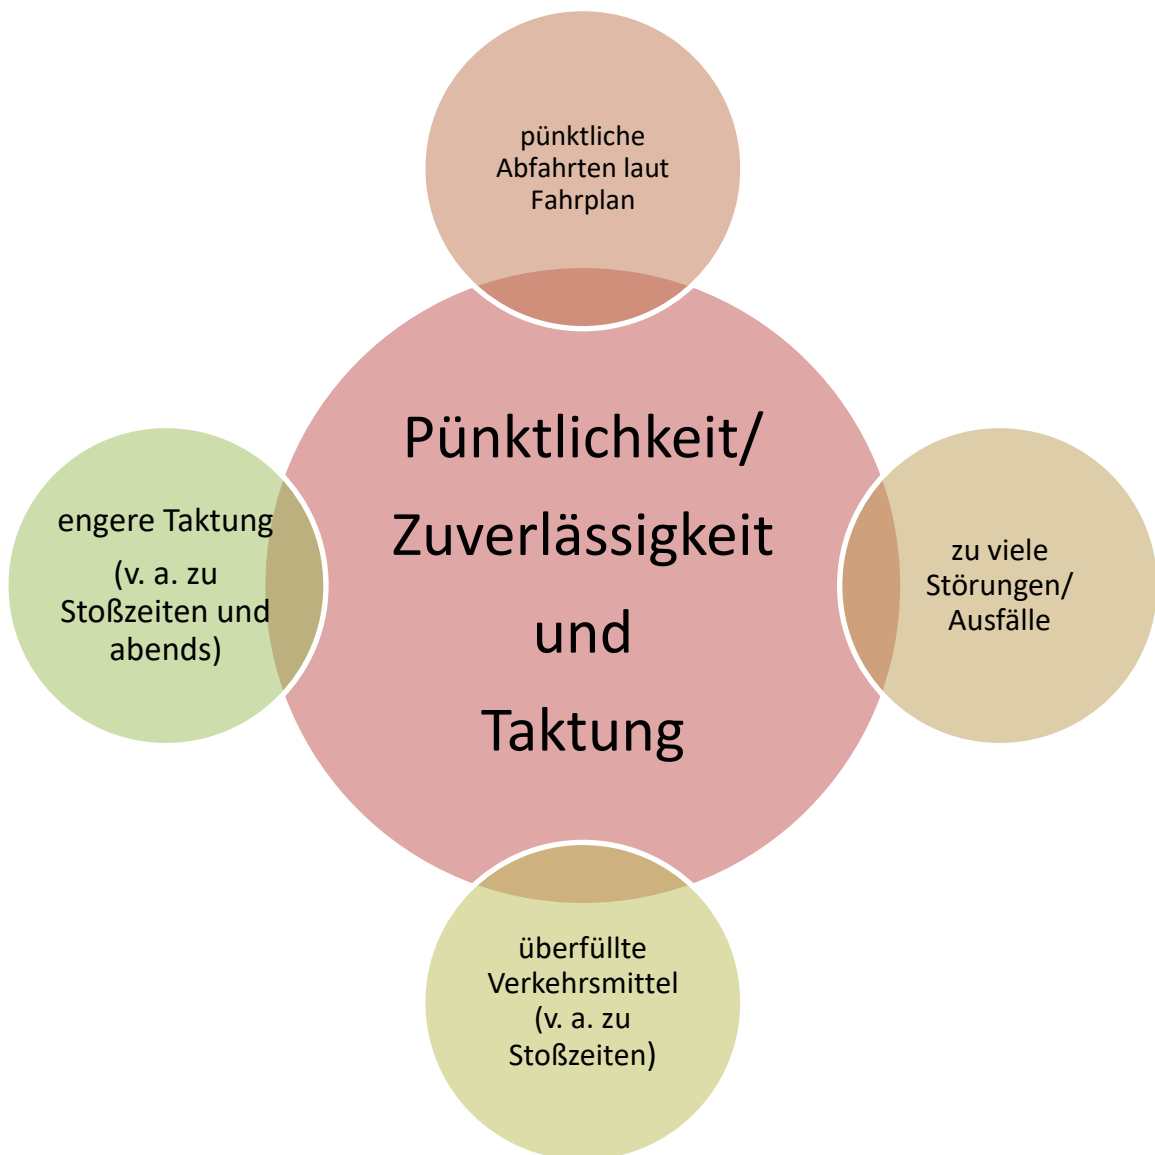 pünktliche
Abfahrten laut
Fahrplan
Pünktlichkeit/
Zuverlässigkeit
und
Taktung
engere Taktung
(v. a. zu
Stoßzeiten und
abends)
zu viele
Störungen/
Ausfälle
überfüllte
Verkehrsmittel
(v. a. zu
Stoßzeiten)